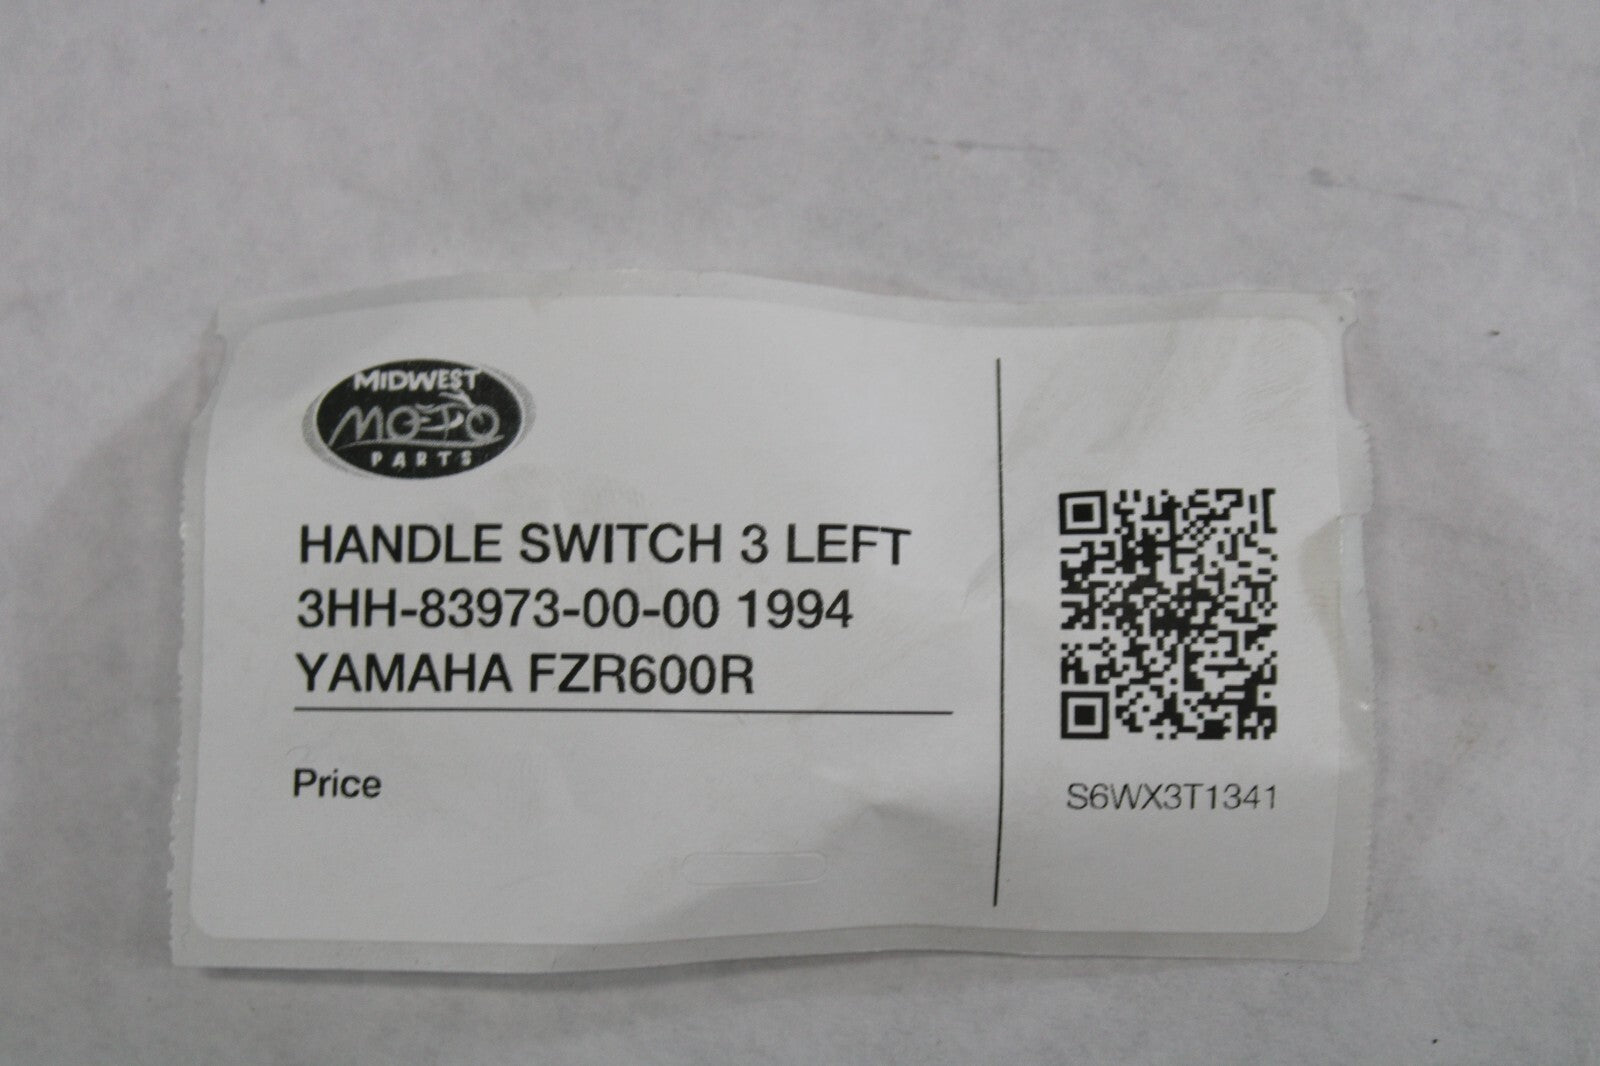 MIDWEST
MOTO
PARTS
HANDLE SWITCH 3 LEFT
3HH-83973-00-00 1994
YAMAHA FZR600R
Price
S6WX3T1341